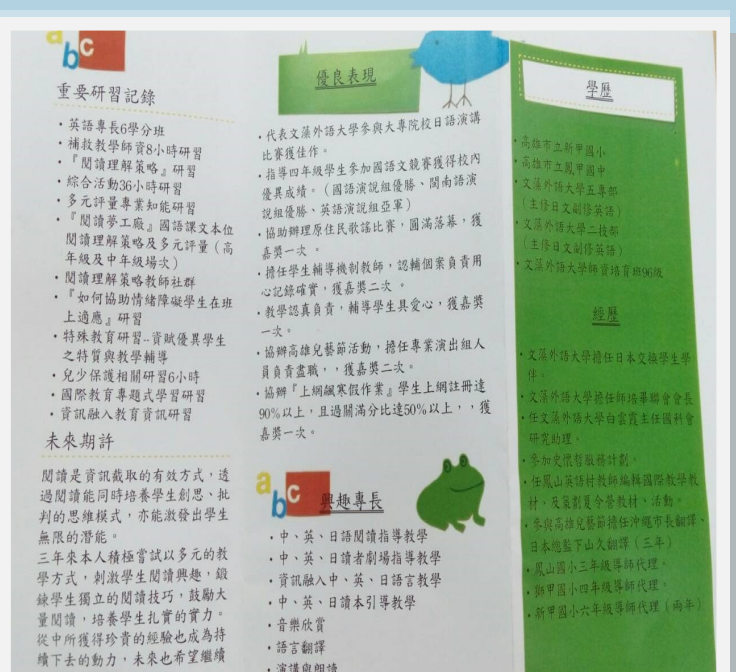 abc
重要研習記錄
・英語專長6學分班
・補救教學師資8小時研習
・『閱讀理解策略』研習
・綜合活動36小時研習
・多元評量專業知能研習
・『閱讀夢工廠』國語課文本位
閱讀理解策略及多元評量(高
年級及中年級場次)
・閱讀理解策略教師社群
・『如何協助情緒障礙學生在班
上適應』研習
・特殊教育研習--資賦優異學生
之特質與教學輔導
・兒少保護相關研習6小時
・國際教育專題式學習研習
・資訊融入教育資訊研習
未來期許
閱讀是資訊截取的有效方式,透
過閱讀能同時培養學生創思、批
判的思維模式,亦能激發出學生
無限的潛能。
三年來本人積極嘗試以多元的教
學方式,刺激學生閱讀興趣,鍛
鍊學生獨立的閱讀技巧,鼓勵大
量閱讀,培養學生扎實的實力。
從中所獲得珍貴的經驗也成為持
續下去的動力,未來也希望繼續
優良表現
・代表文藻外語大學參與大專院校日語演講
比賽獲佳作。
・指導四年級學生參加國語文競賽獲得校內
優異成績。(國語演說組優勝、閩南語演
說組優勝、英語演說組亞軍)
・協助辦理原住民歌謠比賽,圓滿落幕,獲
嘉獎一次。
・擔任學生輔導機制教師,認輔個案負責用
心記錄確實,獲嘉獎二次。
・教學認真負責,輔導學生具愛心,獲嘉獎
一次。
・協辦高雄兒藝節活動,擔任專業演出組人
員負責盡職,,獲嘉獎二次。
・協辦『上網飆寒假作業』學生上網註冊達
90%以上,且過關滿分比達50%以上,,獲
嘉獎一次。
abc
興趣專長
・中、英、日語閱讀指導教學
・中、英、日讀者劇場指導教學
・資訊融入中、英、日語言教學
・中、英、日讀本引導教學
・音樂欣賞
・語言翻譯
・演講與朗讀
學歷
・高雄市立新甲國小
・高雄市立鳳甲國中
・文藻外語大學五專部
(主修日文副修英語)
・文藻外語大學二技部
(主修日文副修英語)
・文藻外語大學師資培育班96級
經歷
・文藻外語大學擔任日本交換學生學
伴。
・文藻外語大學擔任師培畢聯會會長
・任文藻外語大學白雲霞主任國科會
研究助理。
・參加史懷哲服務計劃。
・任鳳山英語村教師編輯國際教學教
材、及策劃夏令營教材、活動。
・參與高雄兒藝節擔任沖繩市長翻譯、
日本總監下山久翻譯(三年)
・鳳山國小三年級導師代理。
・獅甲國小四年級導師代理。
・新甲國小六年級導師代理(兩年)